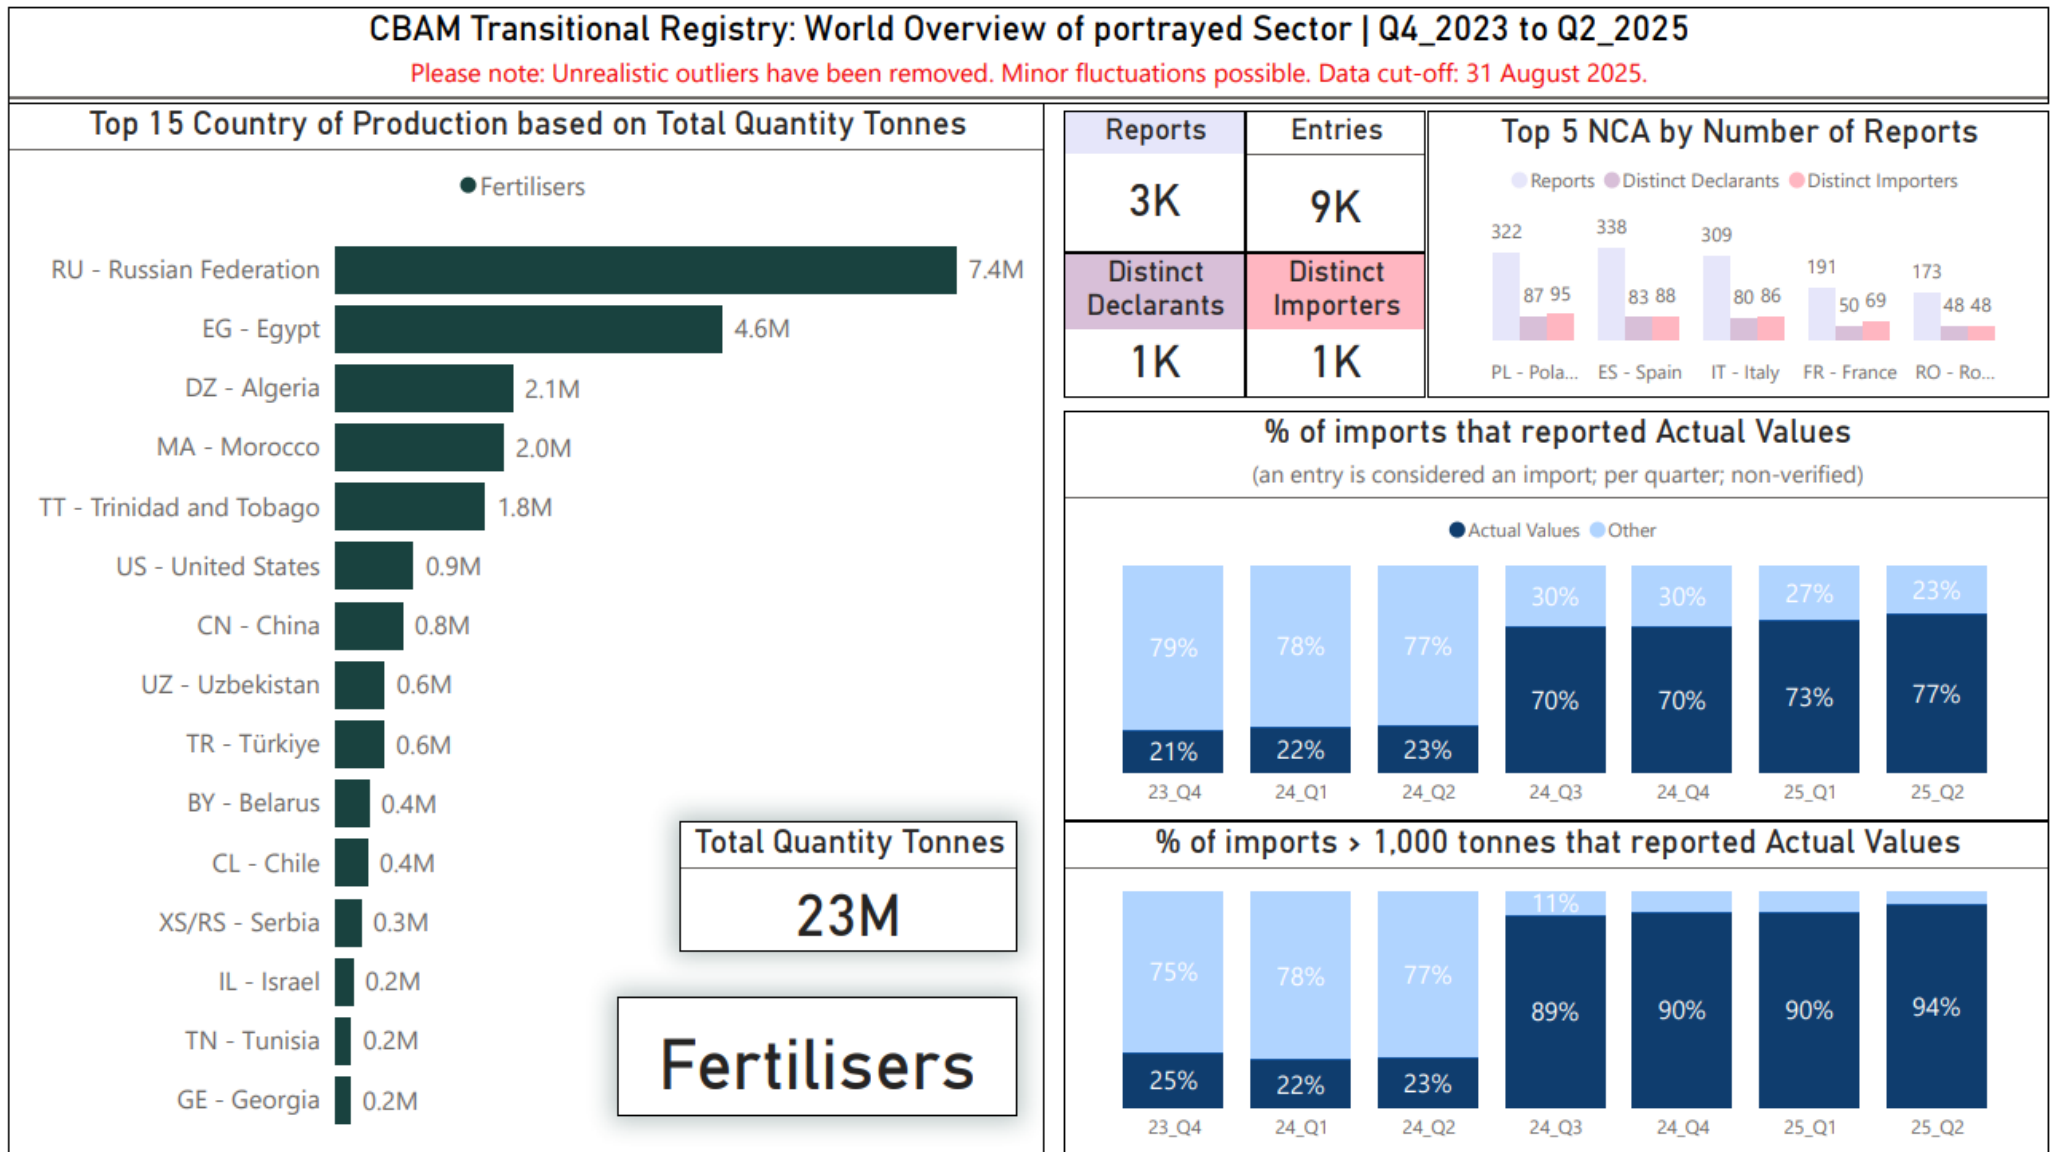 CBAM Transitional Registry: World Overview of portrayed Sector | Q4_2023 to Q2_2025
Please note: Unrealistic outliers have been removed. Minor fluctuations possible. Data cut-off: 31 August 2025.
Top 15 Country of Production based on Total Quantity Tonnes
Fertilisers
RU - Russian Federation 7.4M
EG - Egypt 4.6M
DZ - Algeria 2.1M
MA - Morocco 2.0M
TT - Trinidad and Tobago 1.8M
US - United States 0.9M
CN - China 0.8M
UZ - Uzbekistan 0.6M
TR - Türkiye 0.6M
BY - Belarus 0.4M
CL - Chile 0.4M
XS/RS - Serbia 0.3M
IL - Israel 0.2M
TN - Tunisia 0.2M
GE - Georgia 0.2M
Total Quantity Tonnes
23M
Fertilisers
Reports
3K
Entries
9K
Distinct
Declarants
1K
Distinct
Importers
1K
Top 5 NCA by Number of Reports
Reports Distinct Declarants Distinct Importers
322 87 95
338 83 88
309 80 86
191 50 69
173 48 48
PL - Pola... ES - Spain IT - Italy FR - France RO - Ro...
% of imports that reported Actual Values
(an entry is considered an import; per quarter; non-verified)
Actual Values Other
79% 78% 77% 30% 30% 27% 23%
21% 22% 23% 70% 70% 73% 77%
23_Q4 24_Q1 24_Q2 24_Q3 24_Q4 25_Q1 25_Q2
% of imports > 1,000 tonnes that reported Actual Values
75% 78% 77% 11%
25% 22% 23% 89% 90% 90% 94%
23_Q4 24_Q1 24_Q2 24_Q3 24_Q4 25_Q1 25_Q2